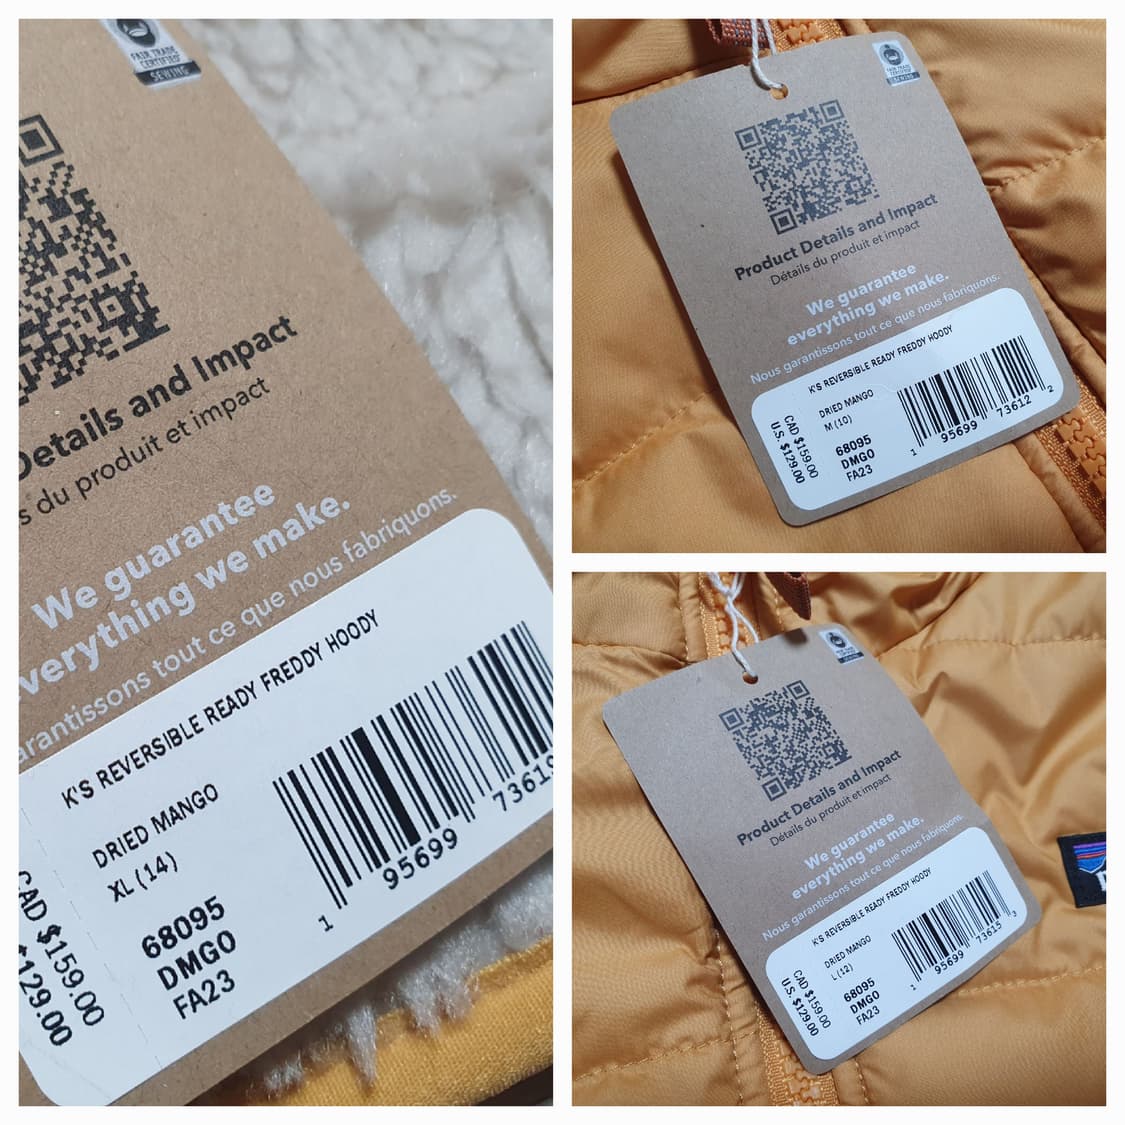 FAIR TRADE
CERTIFIED
SEWING
Details and Impact
s du produit et impact
We guarantee
verything we make.
arantissons tout ce que nous fabriquons.
K'S REVERSIBLE READY FREDDY HOODY
DRIED MANGO
XL (14)
68095
DMGO
FA23
CAD $159.00
$129.00
1 95699 7361
FAIR TRADE
CERTIFIED
SEWING
Product Details and Impact
Détails du produit et impact
We guarantee
everything we make.
Nous garantissons tout ce que nous fabriquons.
K'S REVERSIBLE READY FREDDY HOODY
DRIED MANGO
M (10)
68095
DMGO
FA23
CAD $159.00
U.S. $129.00
1 95699 73612 2
Product Details and Impact
Détails du produit et impact
We guarantee
everything we make.
Nous garantissons tout ce que nous fabriquons.
K'S REVERSIBLE READY FREDDY HOODY
DRIED MANGO
L (12)
68095
DMGO
FA23
CAD $159.00
U.S. $129.00
1 95699 73615 3